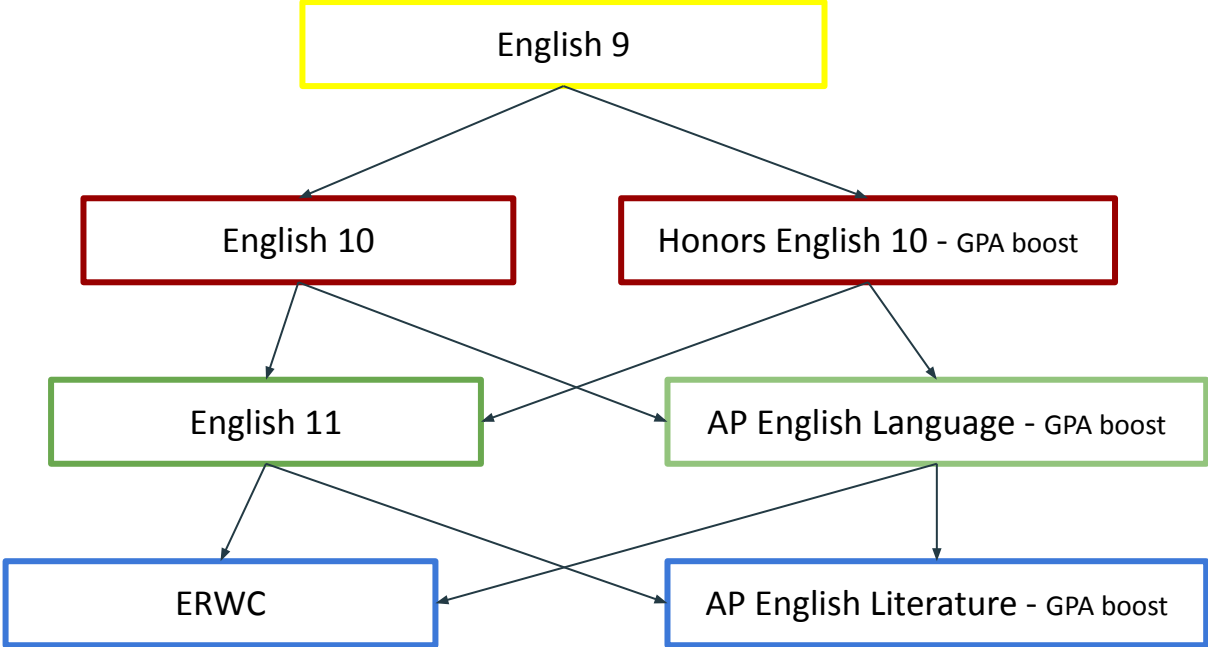 English 9
English 10
Honors English 10 - GPA boost
English 11
AP English Language - GPA boost
ERWC
AP English Literature - GPA boost